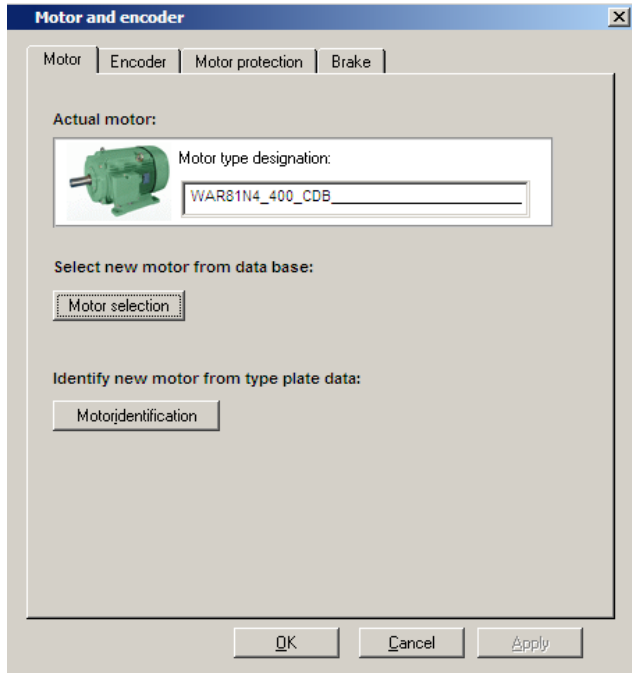 Motor and encoder
Motor Encoder Motor protection Brake
Actual motor:
Motor type designation:
WAR81N4_400_CDB______________________
Select new motor from data base:
Motor selection
Identify new motor from type plate data:
Motoridentification
OK Cancel Apply